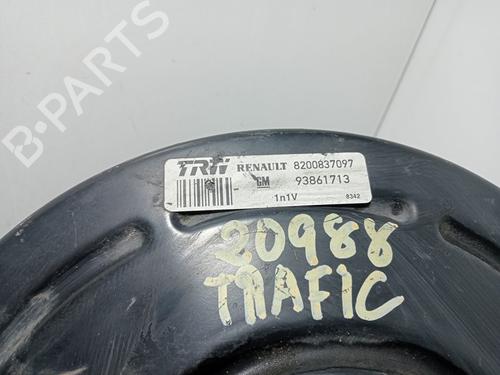 B-PARTS
TRW RENAULT 8200837097
GM 93861713
1n1V 8342
20988
TRAFIC